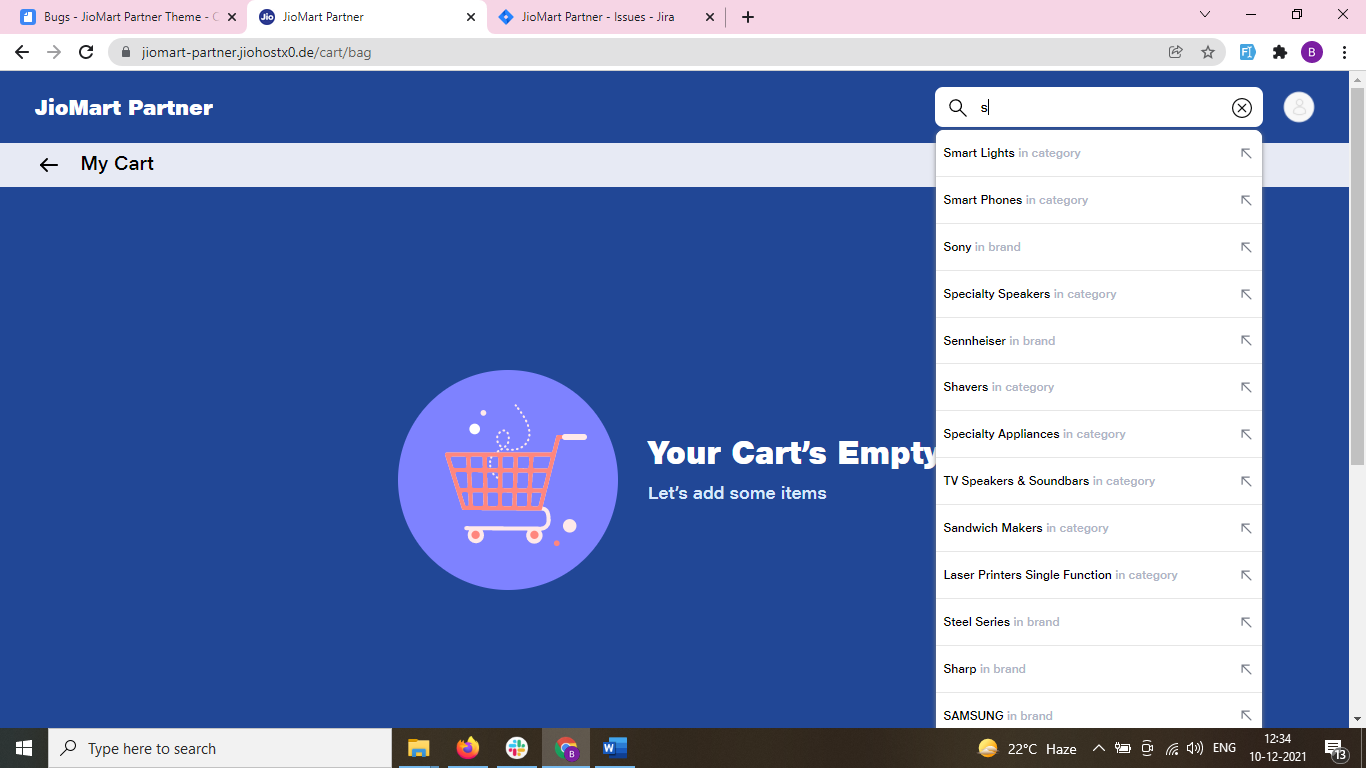 Bugs - JioMart Partner Theme - C
JioMart Partner
JioMart Partner - Issues - Jira
jiomart-partner.jiohostx0.de/cart/bag
B
JioMart Partner
s
My Cart
Smart Lights in category
Smart Phones in category
Sony in brand
Specialty Speakers in category
Sennheiser in brand
Shavers in category
Specialty Appliances in category
TV Speakers & Soundbars in category
Sandwich Makers in category
Laser Printers Single Function in category
Steel Series in brand
Sharp in brand
SAMSUNG in brand
Your Cart's Empty
Let's add some items
Type here to search
22°C Haze
ENG
12:34
10-12-2021
13